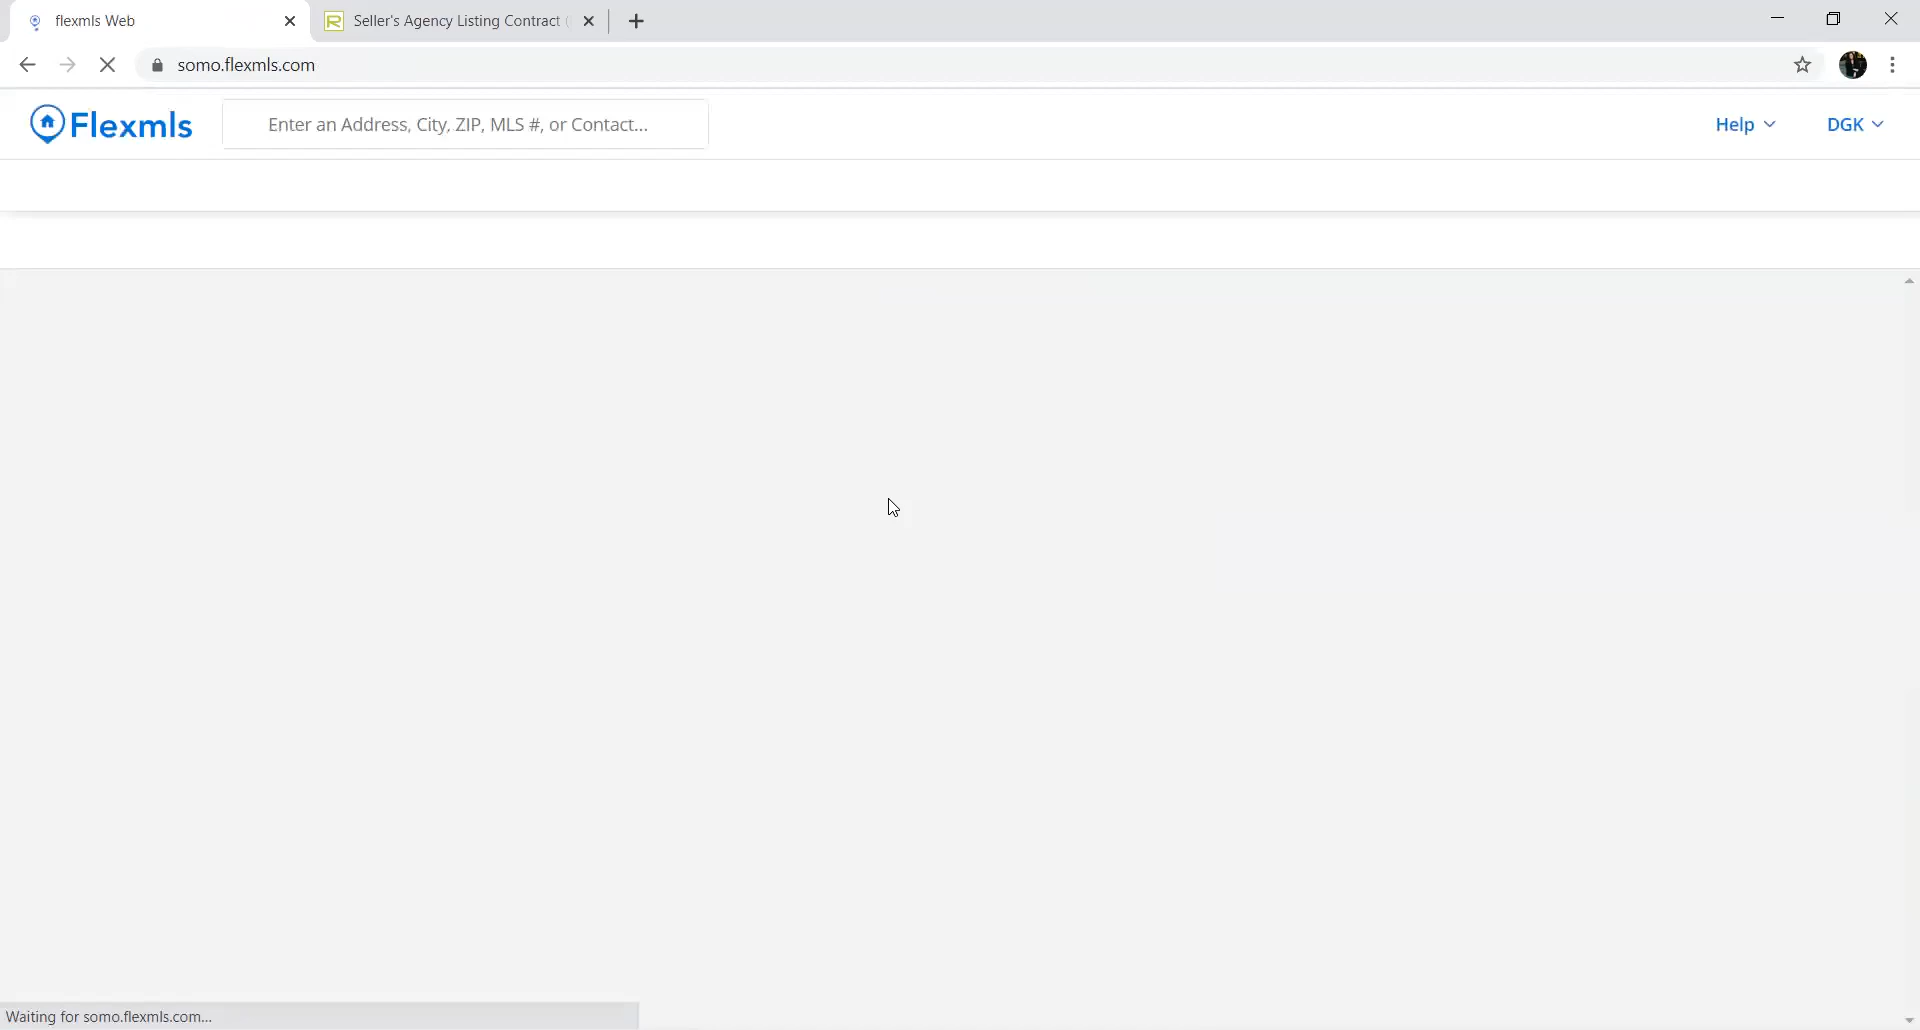 flexmls Web
Seller's Agency Listing Contract
somo.flexmls.com
Flexmls
Enter an Address, City, ZIP, MLS #, or Contact...
Help
DGK
Waiting for somo.flexmls.com...